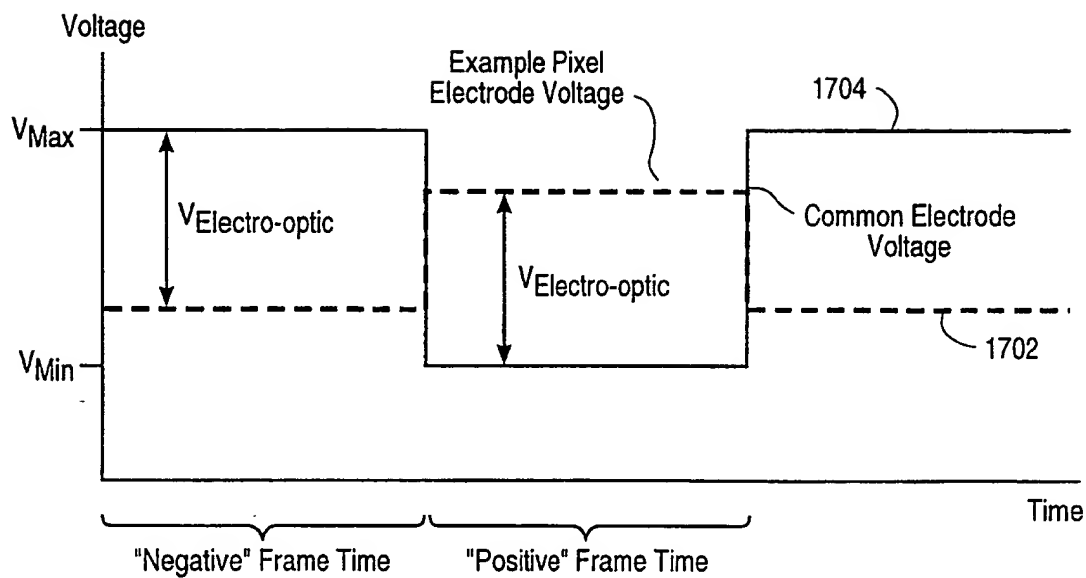 Voltage
Example Pixel
Electrode Voltage
1704
VMax
VElectro-optic
Common Electrode
Voltage
VElectro-optic
1702
VMin
Time
"Negative" Frame Time
"Positive" Frame Time